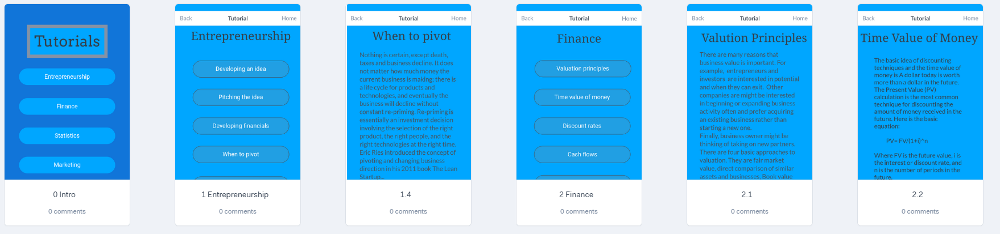 Tutorials
Entrepreneurship
Finance
Statistics
Marketing
0 Intro
0 comments
Back Tutorial Home
Entrepreneurship
Developing an idea
Pitching the idea
Developing financials
When to pivot
1 Entrepreneurship
0 comments
Back Tutorial Home
When to pivot
Nothing is certain, except death,
taxes and business decline. It does
not matter how much money the
current business is making; there is
a life cycle for products and
technologies, and eventually the
business will decline without
constant re-priming. Re-priming is
essentially an investment decision
involving the selection of the right
product, the right people, and the
right technologies at the right time.
Eric Ries introduced the concept of
pivoting and changing business
direction in his 2011 book The Lean
Startup...
1.4
0 comments
Back Tutorial Home
Finance
Valuation principles
Time value of money
Discount rates
Cash flows
2 Finance
0 comments
Back Tutorial Home
Valution Principles
There are many reasons that
business value is important. For
example, entrepreneurs and
investors are interested in potential
and when they can exit. Other
companies are might be interested
in beginning or expanding business
activity often and prefer acquiring
an existing business rather than
starting a new one.
Finally, business owner might be
thinking of taking on new partners.
There are four basic approaches to
valuation. They are fair market
value, direct comparison of similar
assets and businesses, Book value
2.1
0 comments
Back Tutorial Home
Time Value of Money
The basic idea of discounting
techniques and the time value of
money is A dollar today is worth
more than a dollar in the future.
The Present Value (PV)
calculation is the most common
technique for discounting the
amount of money received in the
future. Here is the basic
equation:
PV= FV/(1+i)^n
Where FV is the future value, i is
the interest or discount rate, and
n is the number of periods in the
future.
2.2
0 comments